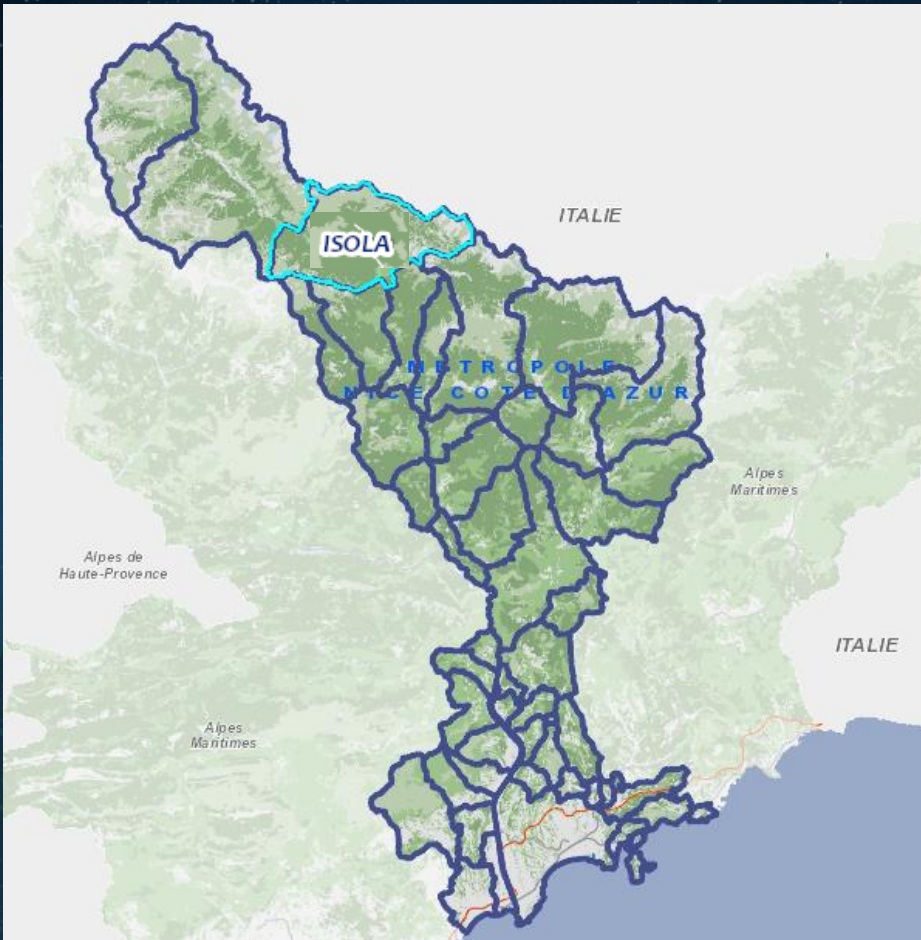 ITALIE
ISOLA
METROPOLE
NICE COTE D'AZUR
Alpes
Maritimes
Alpes de
Haute-Provence
ITALIE
Alpes
Maritimes